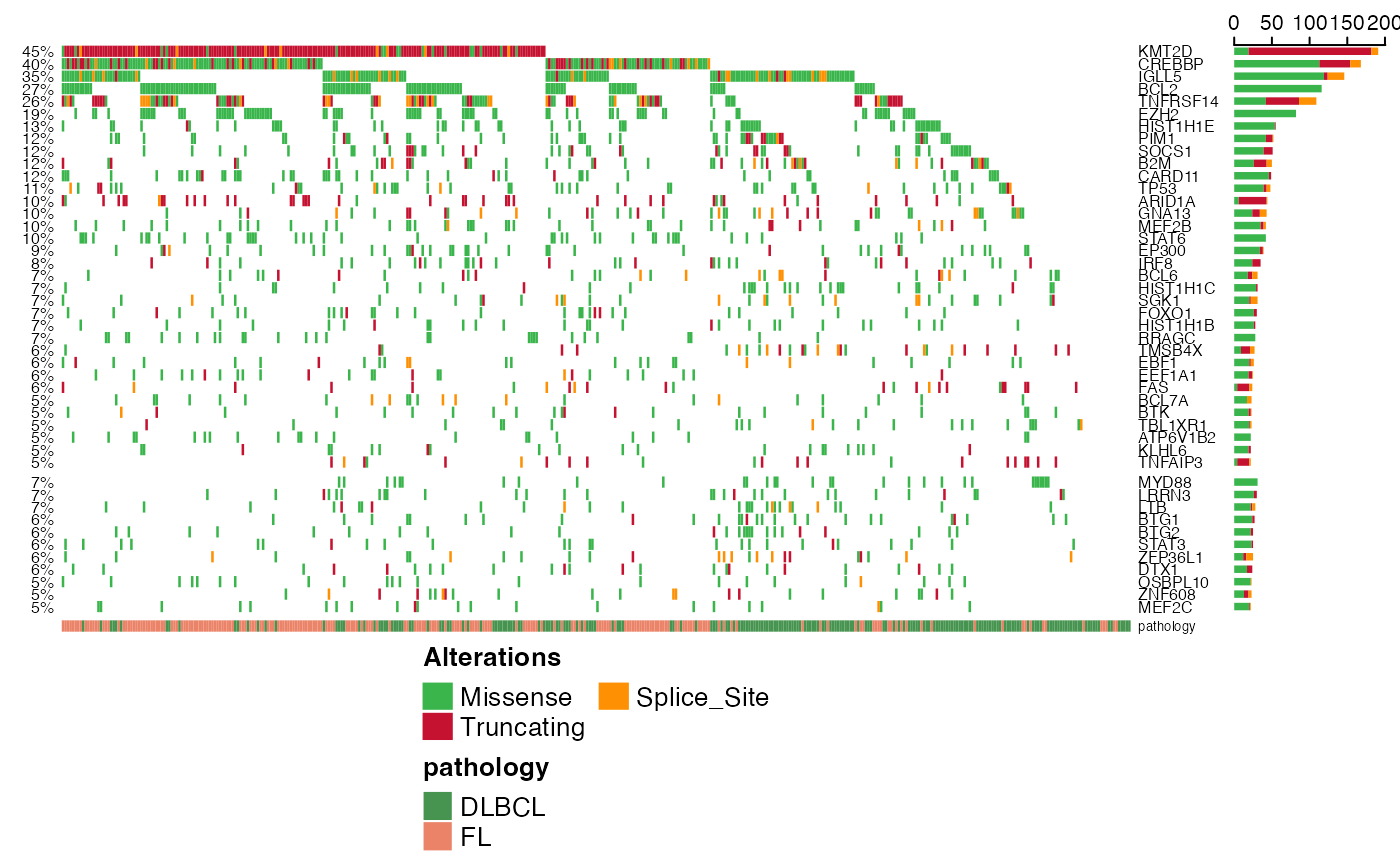 0 50 100 150 200
45% KMT2D
40% CREBBP
35% IGLL5
27% BCL2
26% TNFRSF14
19% EZH2
13% HIST1H1E
12% PIM1
12% SOCS1
12% B2M
12% CARD11
11% TP53
10% ARID1A
10% GNA13
10% MEF2B
10% STAT6
9% EP300
8% IRF8
7% BCL6
7% HIST1H1C
7% SGK1
7% FOXO1
7% HIST1H1B
7% RRAGC
6% TMSB4X
6% EBF1
6% EEF1A1
6% FAS
5% BCL7A
5% BTK
5% TBL1XR1
5% ATP6V1B2
5% KLHL6
5% TNFAIP3
7% MYD88
7% LRRN3
7% LTB
6% BTG1
6% BTG2
6% STAT3
6% ZFP36L1
6% DTX1
5% OSBPL10
5% ZNF608
5% MEF2C
pathology
Alterations
Missense Splice_Site
Truncating
pathology
DLBCL
FL